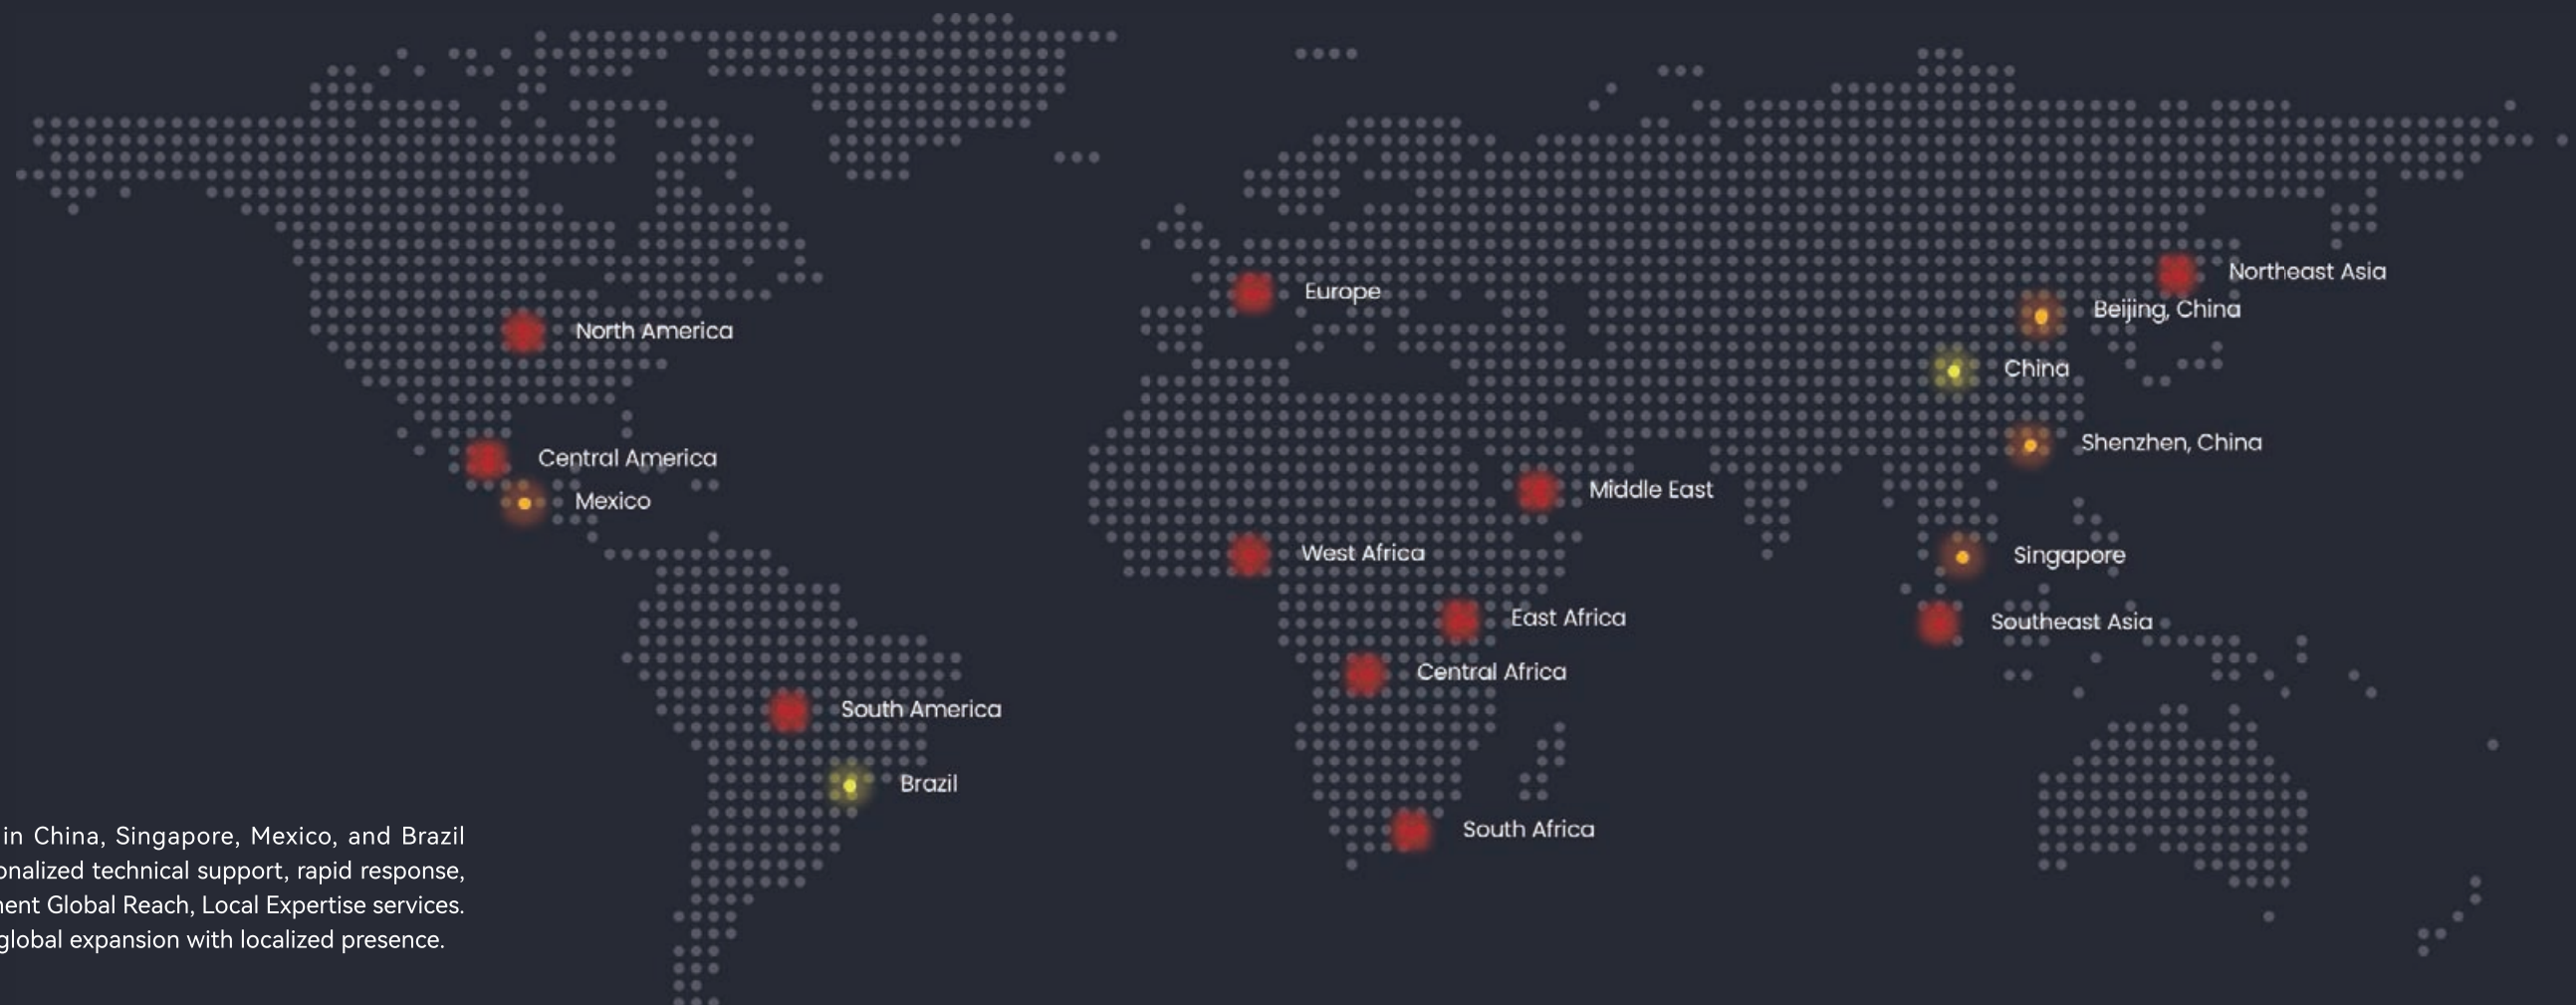 Northeast Asia
Europe
Beijing, China
North America
China
Shenzhen, China
Central America
Middle East
Mexico
West Africa
Singapore
East Africa
Southeast Asia
Central Africa
South America
Brazil
South Africa
in China, Singapore, Mexico, and Brazil
technical support, rapid response,
Global Reach, Local Expertise services.
global expansion with localized presence.